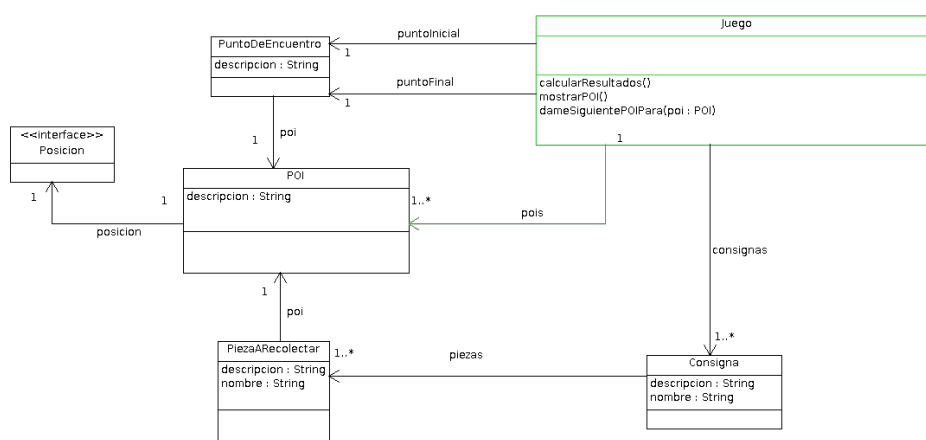 Juego
calcularResultados()
mostrarPOI()
dameSiguientePOIPara(poi : POI)
puntoInicial
1
PuntoDeEncuentro
descripcion : String
puntoFinal
1
poi
1
<<interface>>
Posicion
1
posicion
1
POI
descripcion : String
1..*
pois
1
consignas
1..*
1
poi
PiezaARecolectar
descripcion : String
nombre : String
1..*
piezas
Consigna
descripcion : String
nombre : String